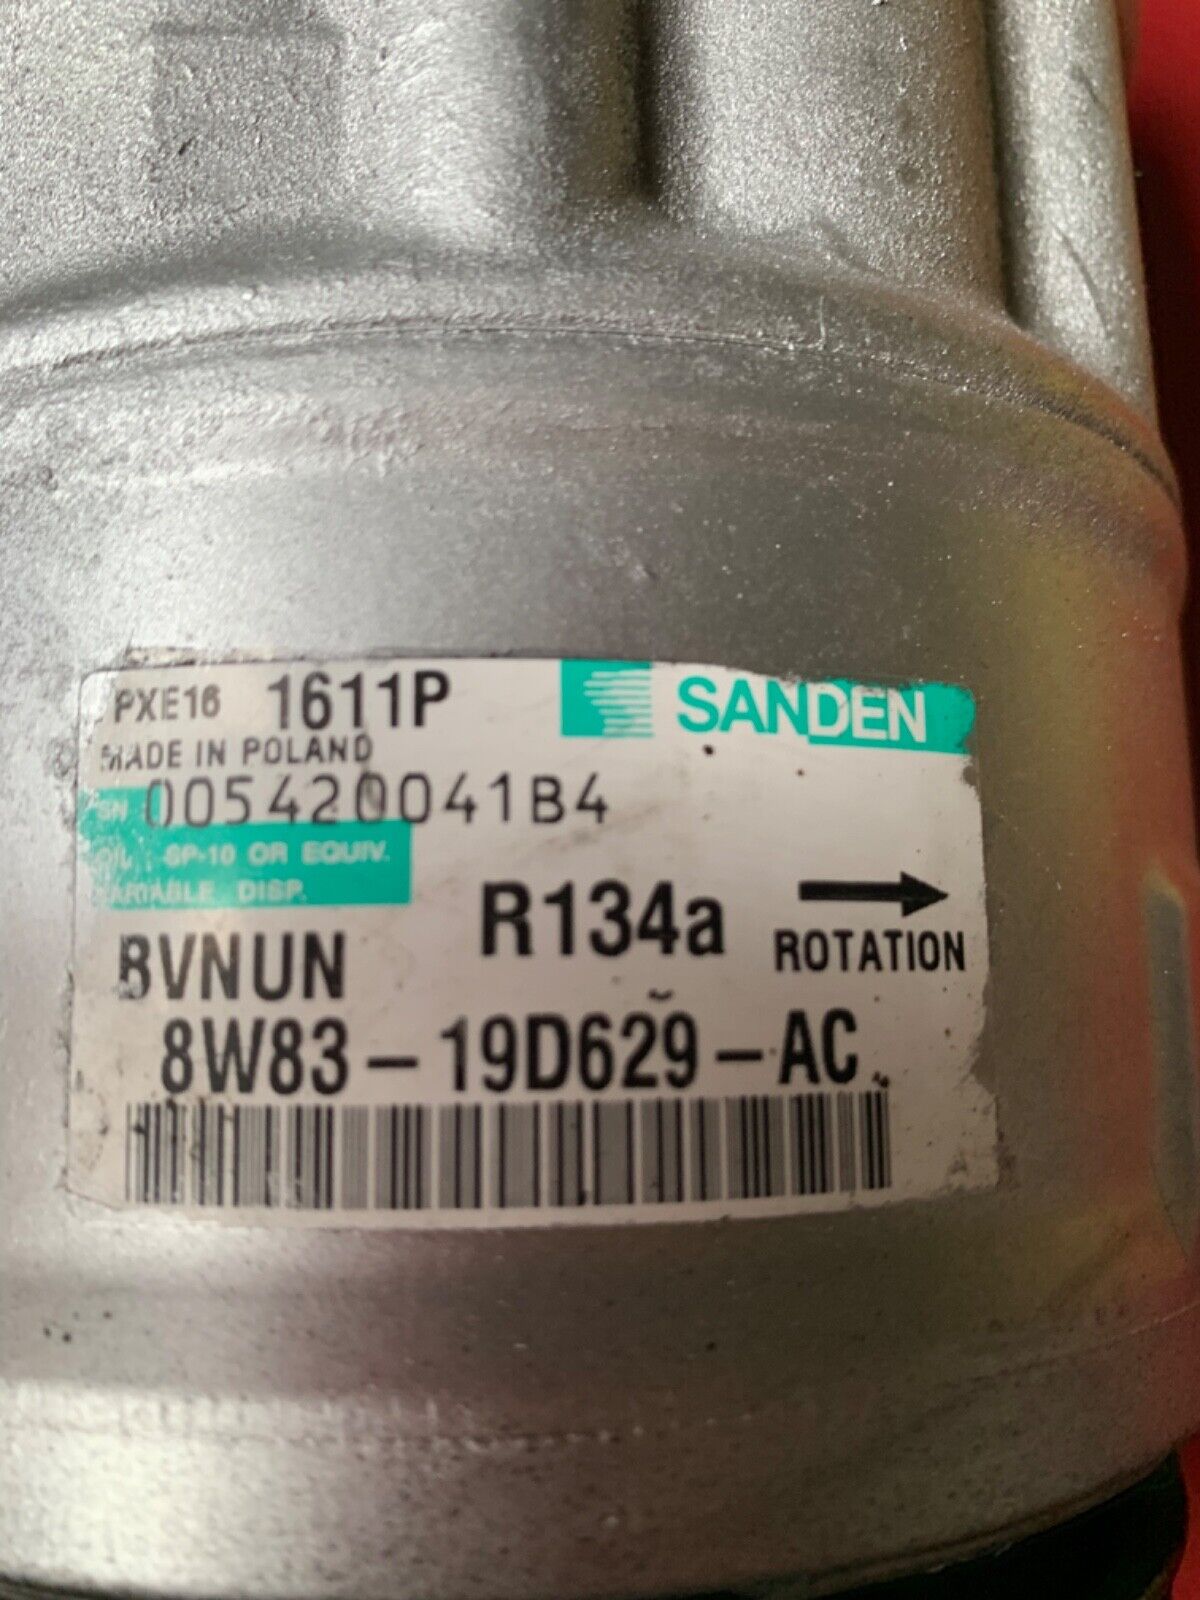 PXE16 1611P SANDEN
MADE IN POLAND
SN 005420041B4
OIL : SP-10 OR EQUIV.
VARIABLE DISP.
R134a
ROTATION
BVNUN
8W83-19D629-AC